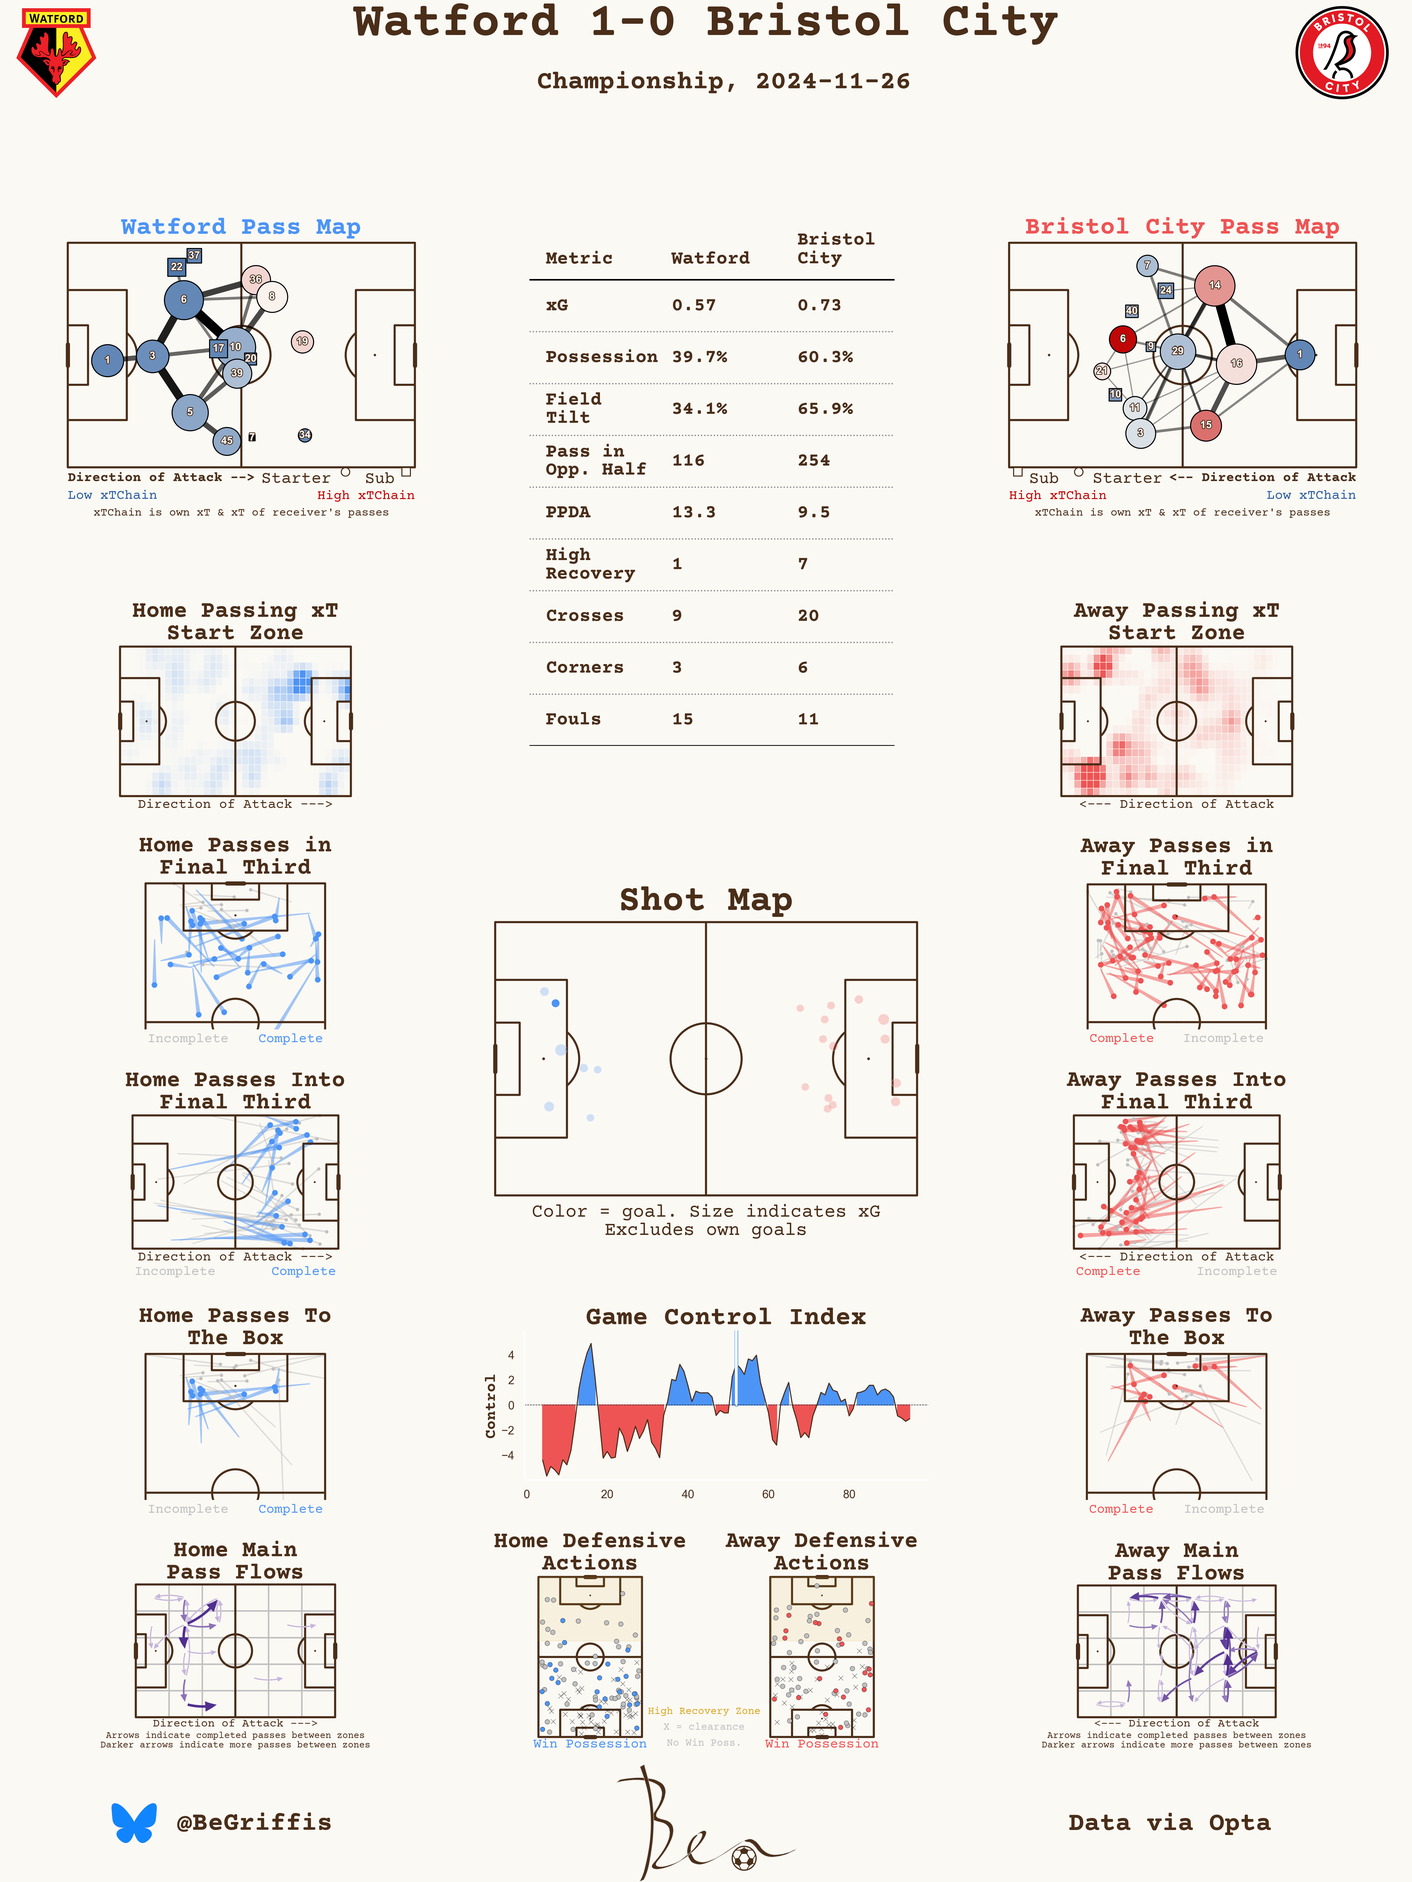 WATFORD
Watford 1-0 Bristol City
BRISTOL
1894
CITY
Championship, 2024-11-26
Watford Pass Map
37
22
36
6
8
19
17
10
1
3
20
39
5
45
7
34
Direction of Attack --> Starter Sub
Low xTChain High xTChain
xTChain is own xT & xT of receiver's passes
Metric Watford Bristol City
xG 0.57 0.73
Possession 39.7% 60.3%
Field Tilt 34.1% 65.9%
Pass in Opp. Half 116 254
PPDA 13.3 9.5
High Recovery 1 7
Crosses 9 20
Corners 3 6
Fouls 15 11
Bristol City Pass Map
7
24
14
40
6
9
29
1
16
21
10
11
3
15
Sub Starter <-- Direction of Attack
High xTChain Low xTChain
xTChain is own xT & xT of receiver's passes
Home Passing xT
Start Zone
Direction of Attack --->
Away Passing xT
Start Zone
<--- Direction of Attack
Home Passes in
Final Third
Incomplete Complete
Away Passes in
Final Third
Complete Incomplete
Shot Map
Color = goal. Size indicates xG
Excludes own goals
Home Passes Into
Final Third
Direction of Attack --->
Incomplete Complete
Away Passes Into
Final Third
<--- Direction of Attack
Complete Incomplete
Home Passes To
The Box
Incomplete Complete
Game Control Index
Control
4
2
0
−2
−4
0 20 40 60 80
Away Passes To
The Box
Complete Incomplete
Home Main
Pass Flows
Direction of Attack --->
Arrows indicate completed passes between zones
Darker arrows indicate more passes between zones
Home Defensive
Actions
Win Possession
Away Defensive
Actions
Win Possession
High Recovery Zone
X = clearance
No Win Poss.
Away Main
Pass Flows
<--- Direction of Attack
Arrows indicate completed passes between zones
Darker arrows indicate more passes between zones
@BeGriffis
Ben
Data via Opta